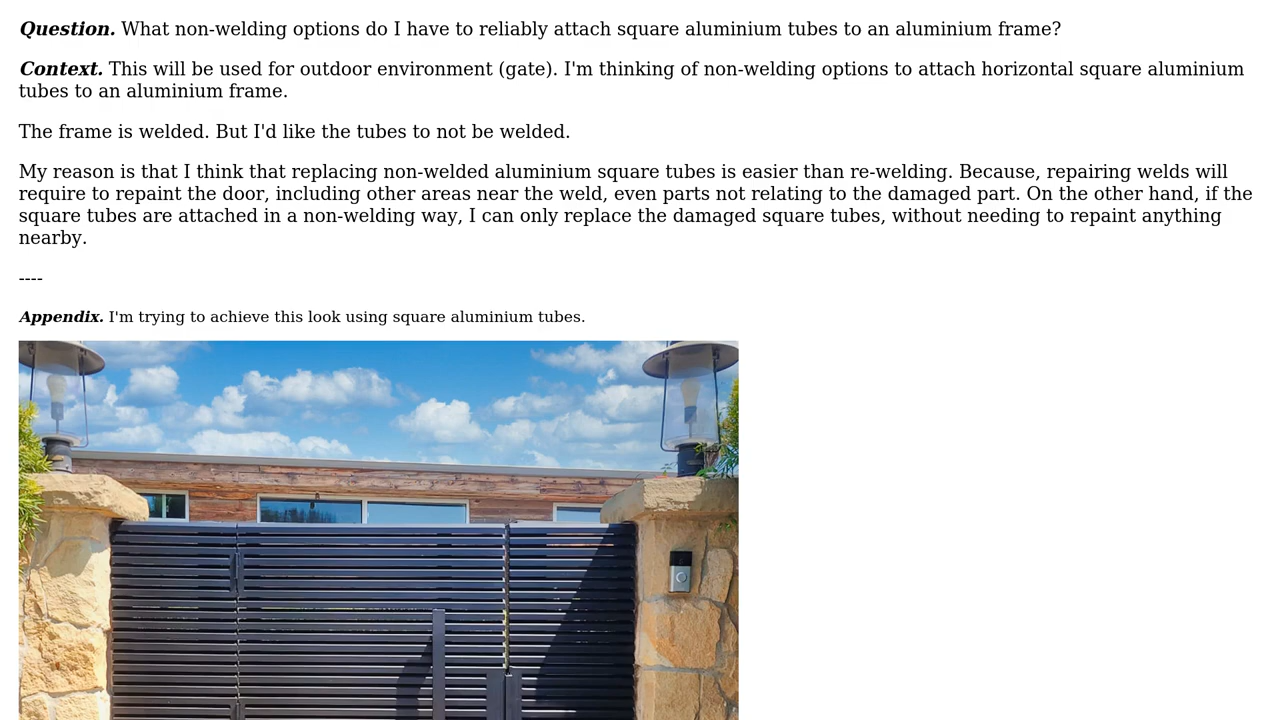 Question. What non-welding options do I have to reliably attach square aluminium tubes to an aluminium frame?
Context. This will be used for outdoor environment (gate). I'm thinking of non-welding options to attach horizontal square aluminium
tubes to an aluminium frame.
The frame is welded. But I'd like the tubes to not be welded.
My reason is that I think that replacing non-welded aluminium square tubes is easier than re-welding. Because, repairing welds will
require to repaint the door, including other areas near the weld, even parts not relating to the damaged part. On the other hand, if the
square tubes are attached in a non-welding way, I can only replace the damaged square tubes, without needing to repaint anything
nearby.
----
Appendix. I'm trying to achieve this look using square aluminium tubes.